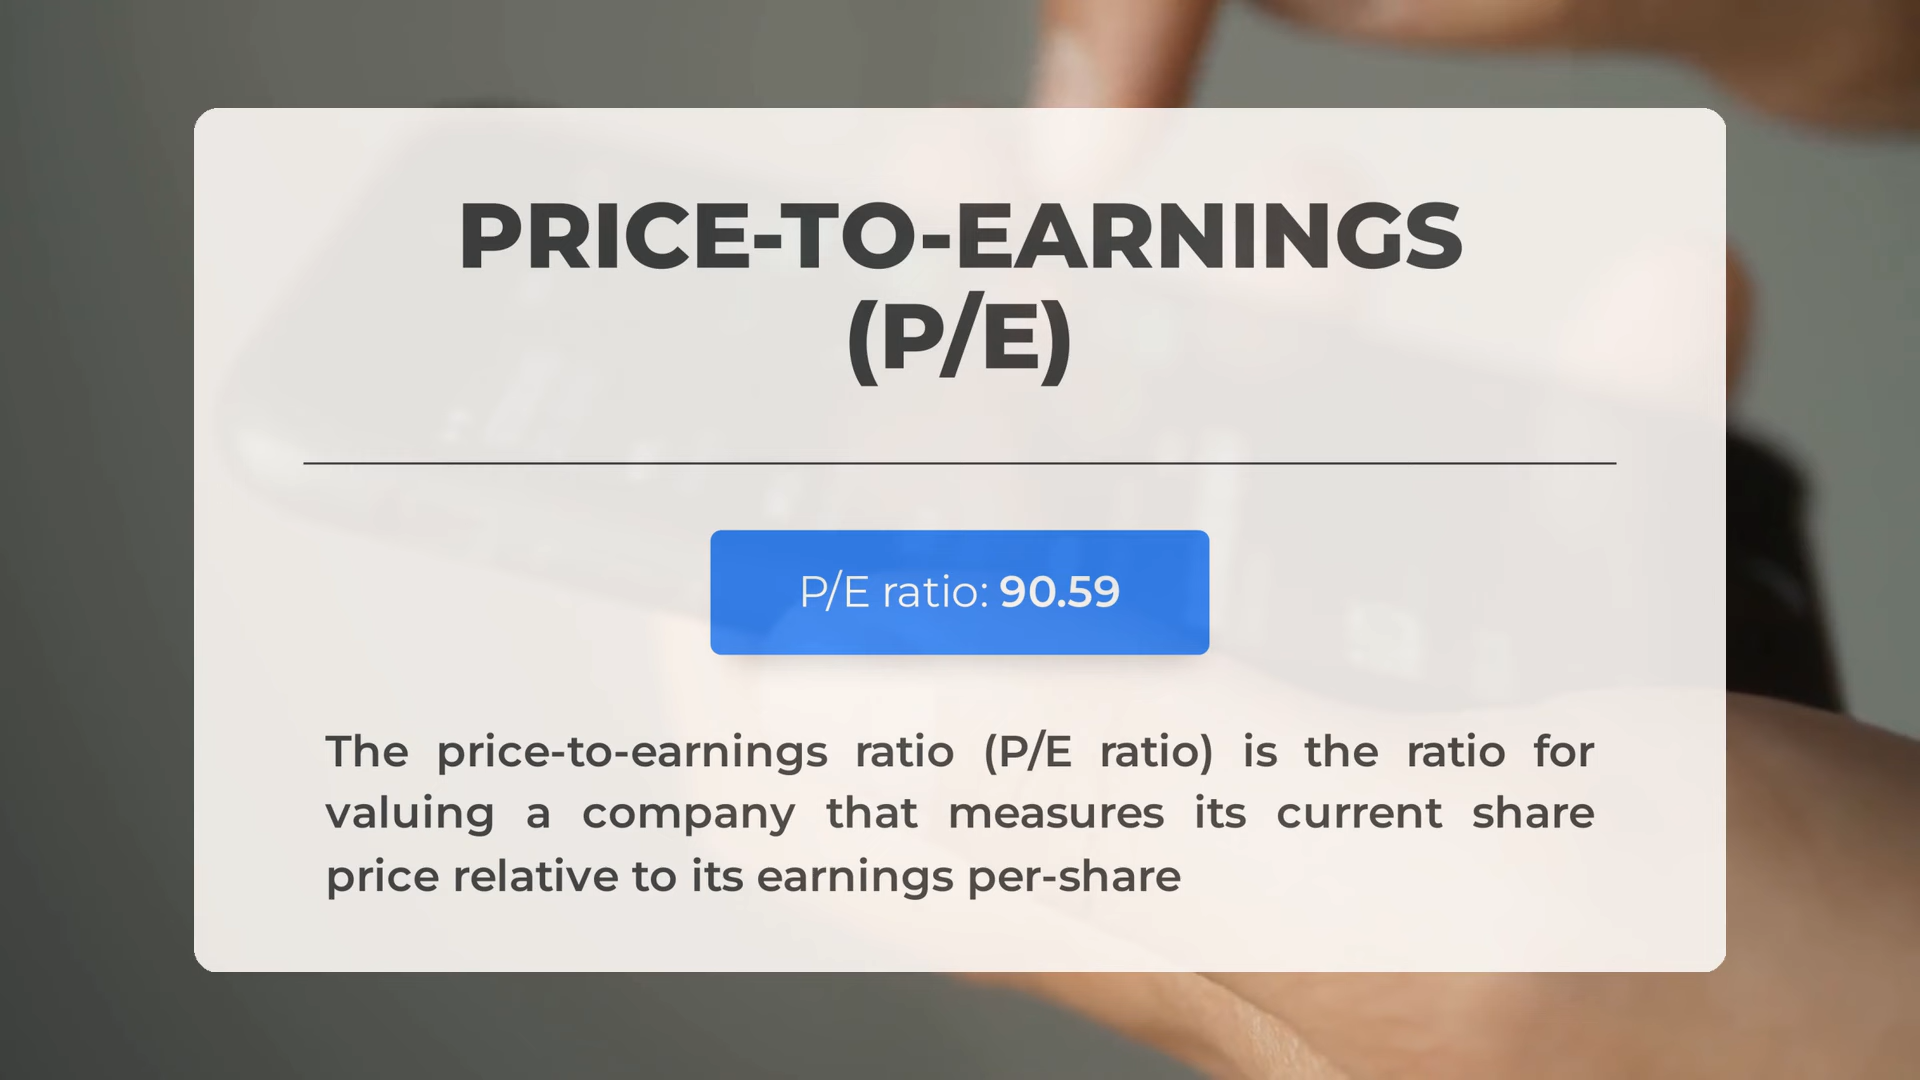 PRICE-TO-EARNINGS
(P/E)
P/E ratio: 90.59
The price-to-earnings ratio (P/E ratio) is the ratio for
valuing a company that measures its current share
price relative to its earnings per-share